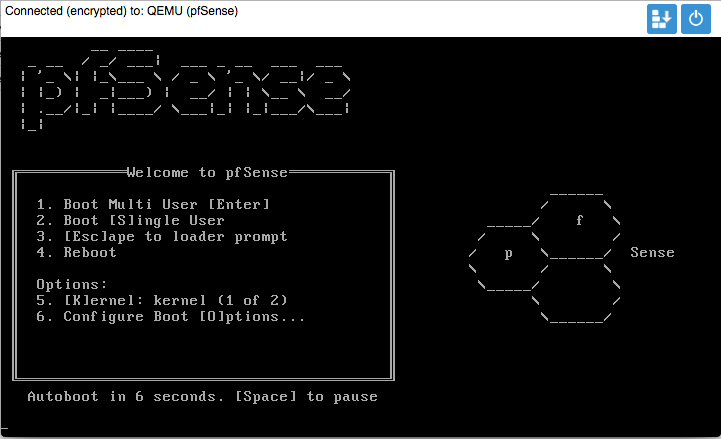 Connected (encrypted) to: QEMU (pfSense)
pfSense
Welcome to pfSense
1. Boot Multi User [Enter]
2. Boot [S]ingle User
3. [Esc]ape to loader prompt
4. Reboot
Options:
5. [K]ernel: kernel (1 of 2)
6. Configure Boot [O]ptions...
f
p
Sense
Autoboot in 6 seconds. [Space] to pause